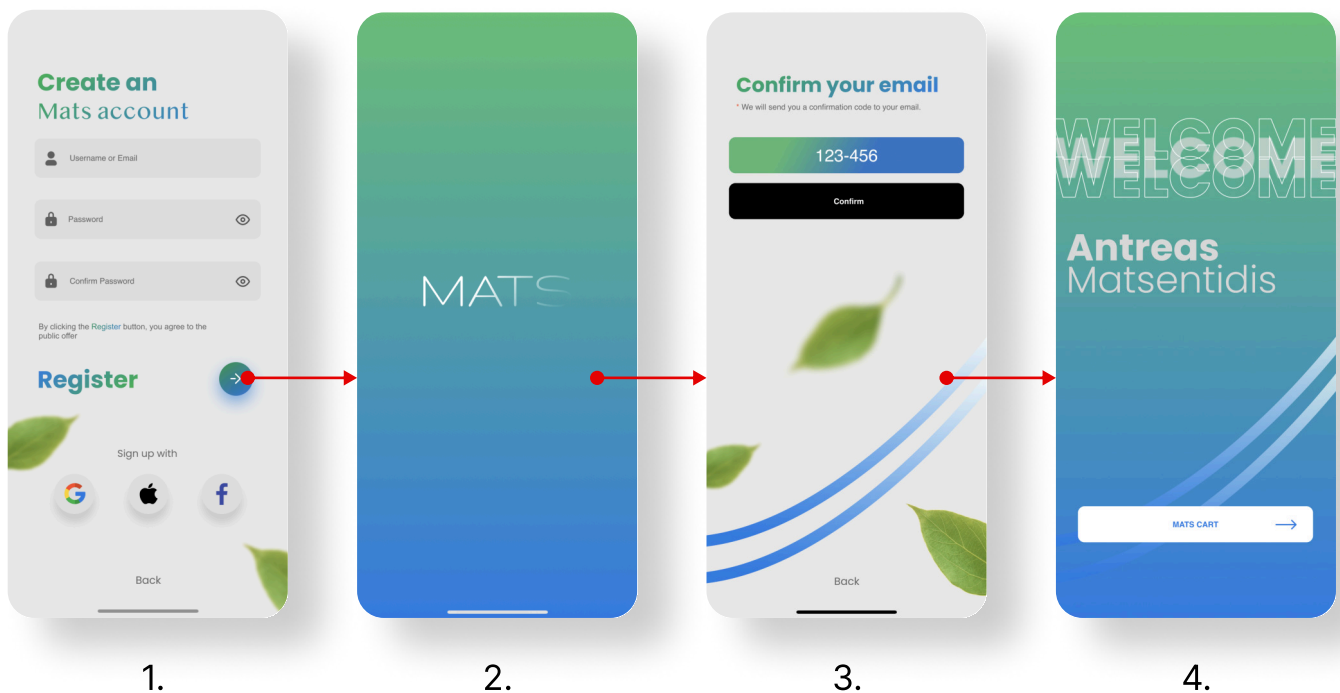 Create an
Mats account
Username or Email
Password
Confirm Password
By clicking the Register button, you agree to the
public offer
Register
Sign up with
Back
1.
MATS
2.
Confirm your email
* We will send you a confirmation code to your email.
123-456
Confirm
Back
3.
WELCOME
WELCOME
WELCOME
Antreas
Matsentidis
MATS CART
4.